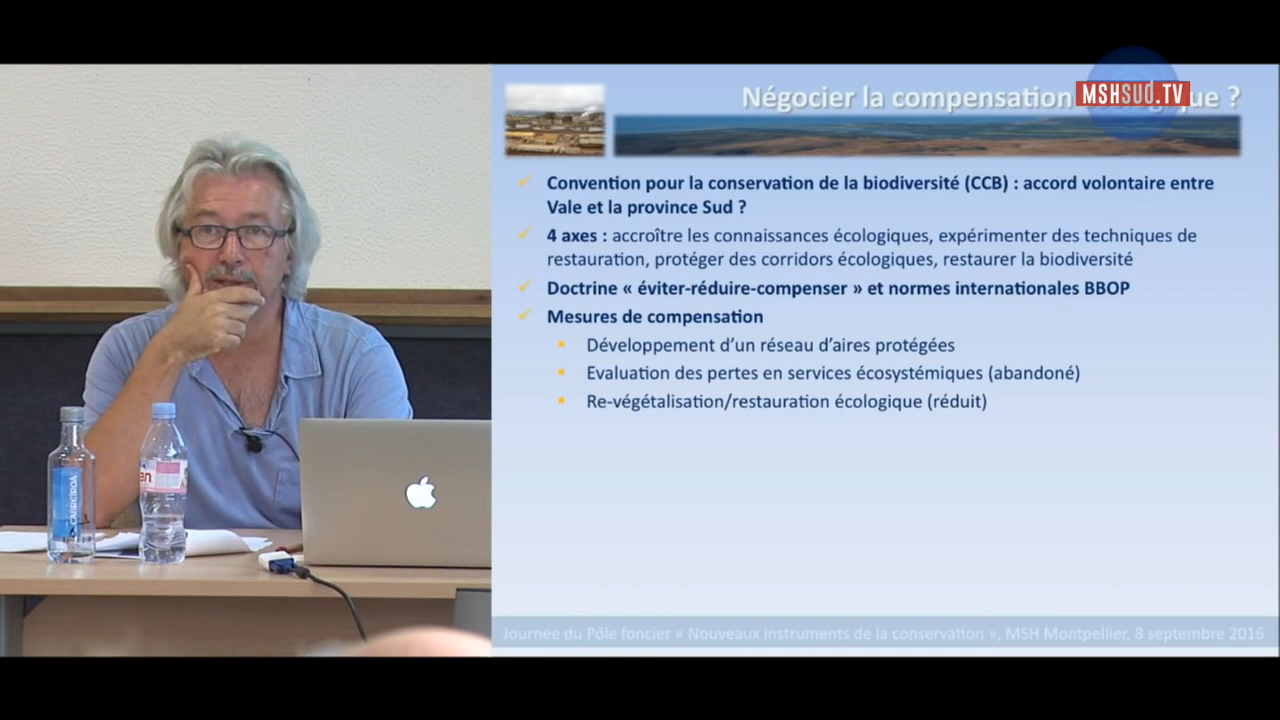 Négocier la compensation
MSHSUD.TV
?
Convention pour la conservation de la biodiversité (CCB) : accord volontaire entre
Vale et la province Sud ?
4 axes : accroître les connaissances écologiques, expérimenter des techniques de
restauration, protéger des corridors écologiques, restaurer la biodiversité
Doctrine « éviter-réduire-compenser » et normes internationales BBOP
Mesures de compensation
Développement d'un réseau d'aires protégées
Evaluation des pertes en services écosystémiques (abandoné)
Re-végétalisation/restauration écologique (réduit)
CABREIROÁ
Journée du Pôle foncier « Nouveaux instruments de la conservation », MSH Montpellier, 8 septembre 2016